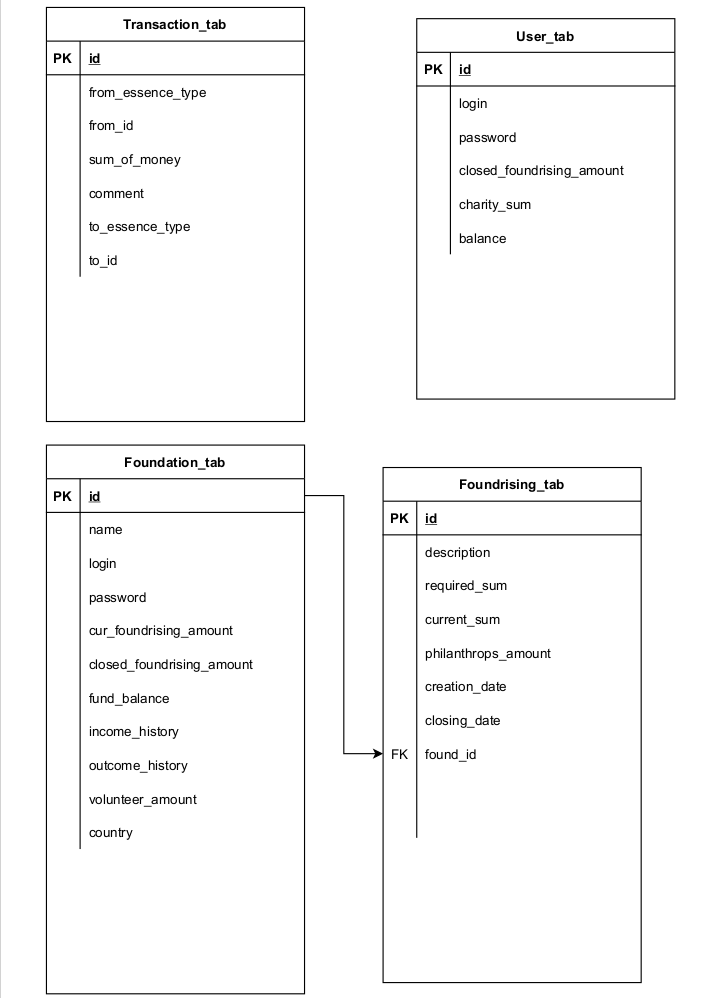 Transaction_tab
PK id
from_essence_type
from_id
sum_of_money
comment
to_essence_type
to_id
User_tab
PK id
login
password
closed_foundrising_amount
charity_sum
balance
Foundation_tab
PK id
name
login
password
cur_foundrising_amount
closed_foundrising_amount
fund_balance
income_history
outcome_history
volunteer_amount
country
Foundrising_tab
PK id
description
required_sum
current_sum
philanthrops_amount
creation_date
closing_date
FK found_id